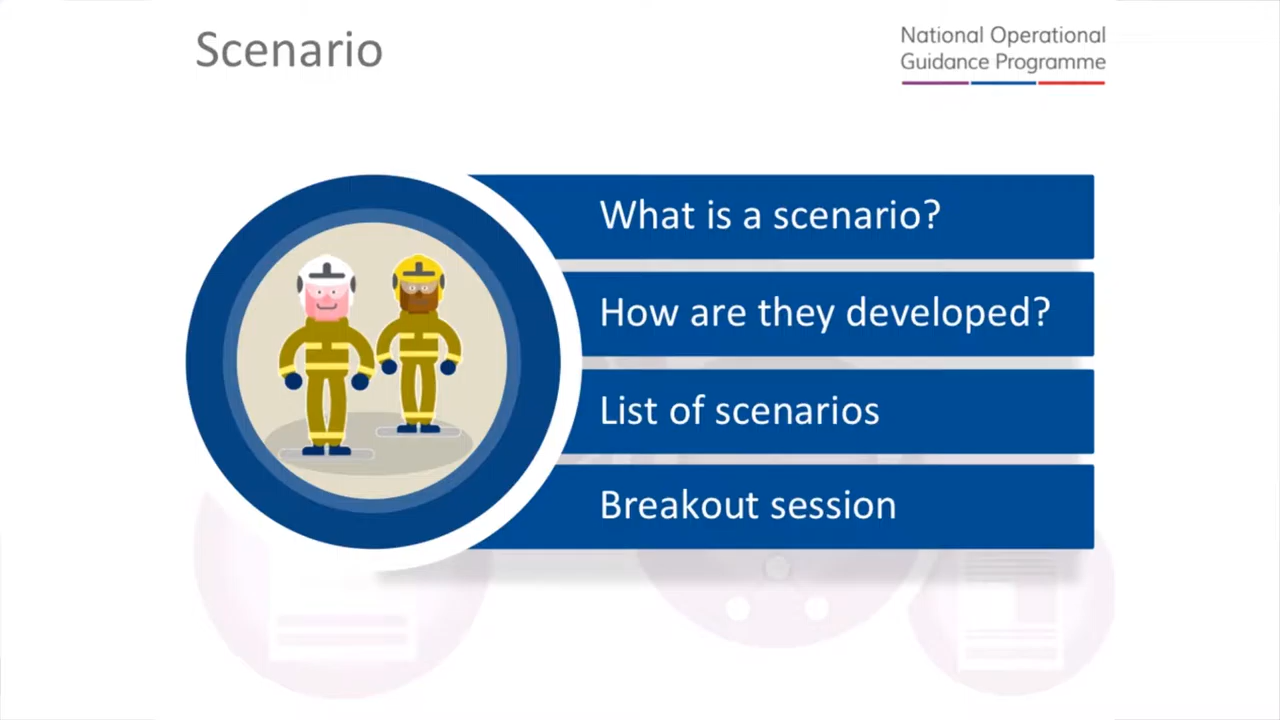 Scenario
National Operational
Guidance Programme
What is a scenario?
How are they developed?
List of scenarios
Breakout session